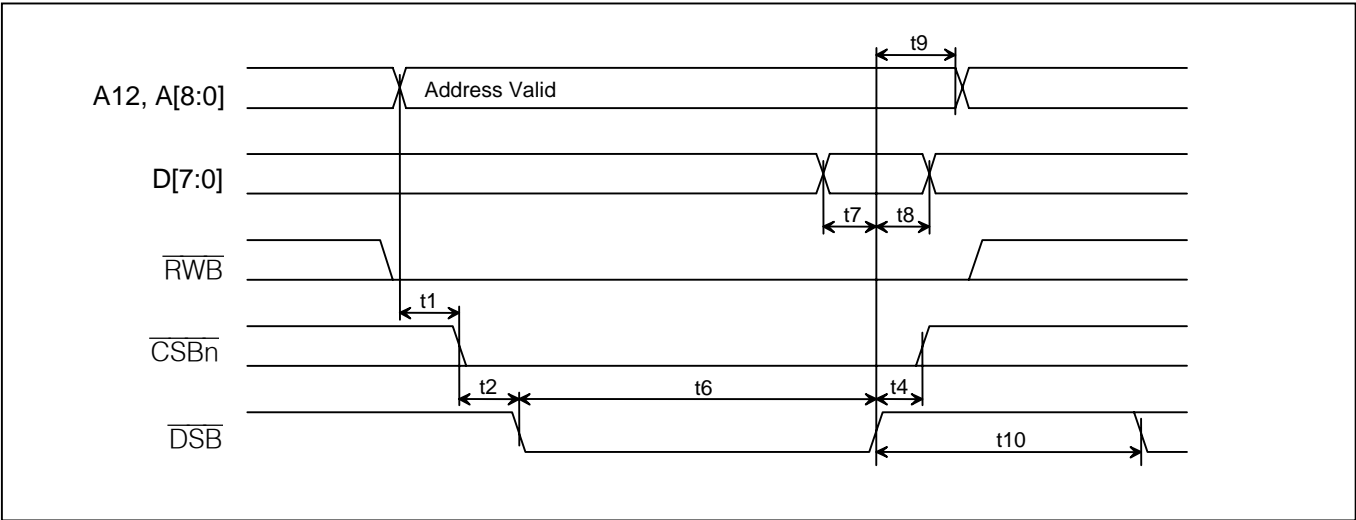 t9
A12, A[8:0]
Address Valid
D[7:0]
t7
t8
RWB
t1
CSBn
t2
t6
t4
DSB
t10